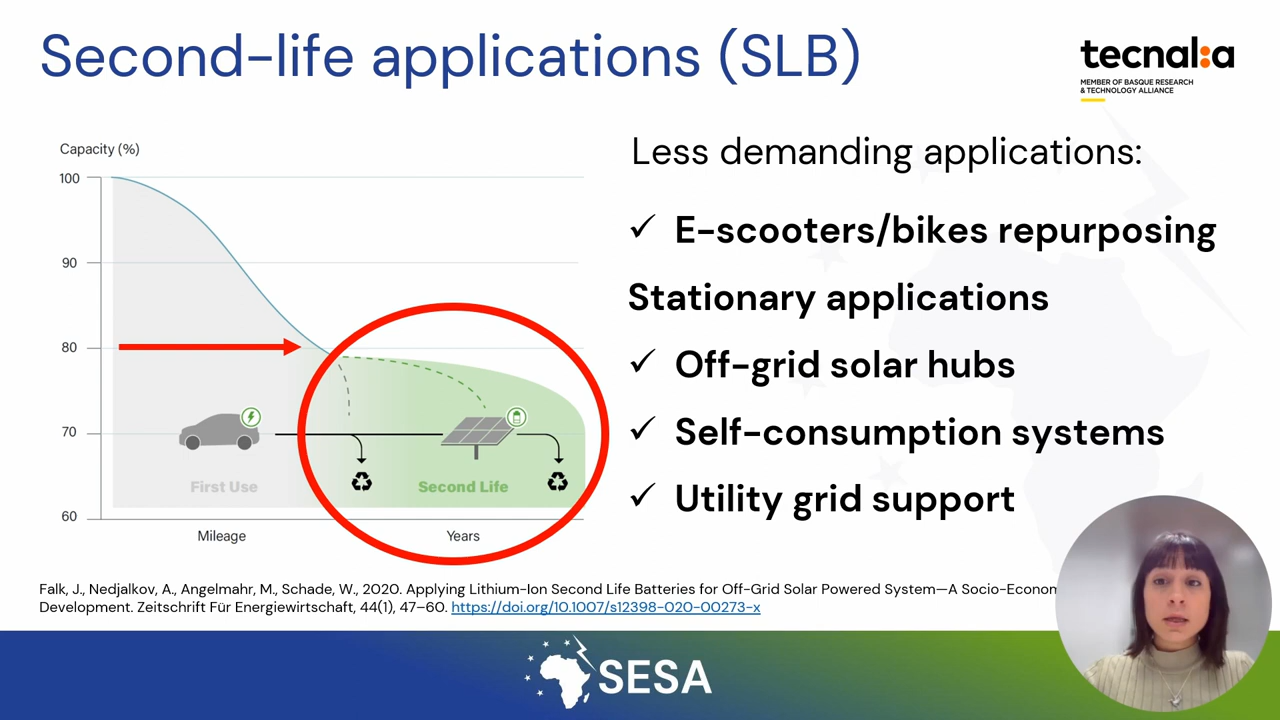 Second-life applications (SLB)
tecnal:a
MEMBER OF BASQUE RESEARCH
& TECHNOLOGY ALLIANCE
Capacity (%)
100
90
80
70
60
First Use
Second Life
Mileage
Years
Less demanding applications:
✓ E-scooters/bikes repurposing
Stationary applications
✓ Off-grid solar hubs
✓ Self-consumption systems
✓ Utility grid support
Falk, J., Nedjalkov, A., Angelmahr, M., Schade, W., 2020. Applying Lithium-Ion Second Life Batteries for Off-Grid Solar Powered System—A Socio-Econom
Development. Zeitschrift Für Energiewirtschaft, 44(1), 47–60. https://doi.org/10.1007/s12398-020-00273-x
SESA